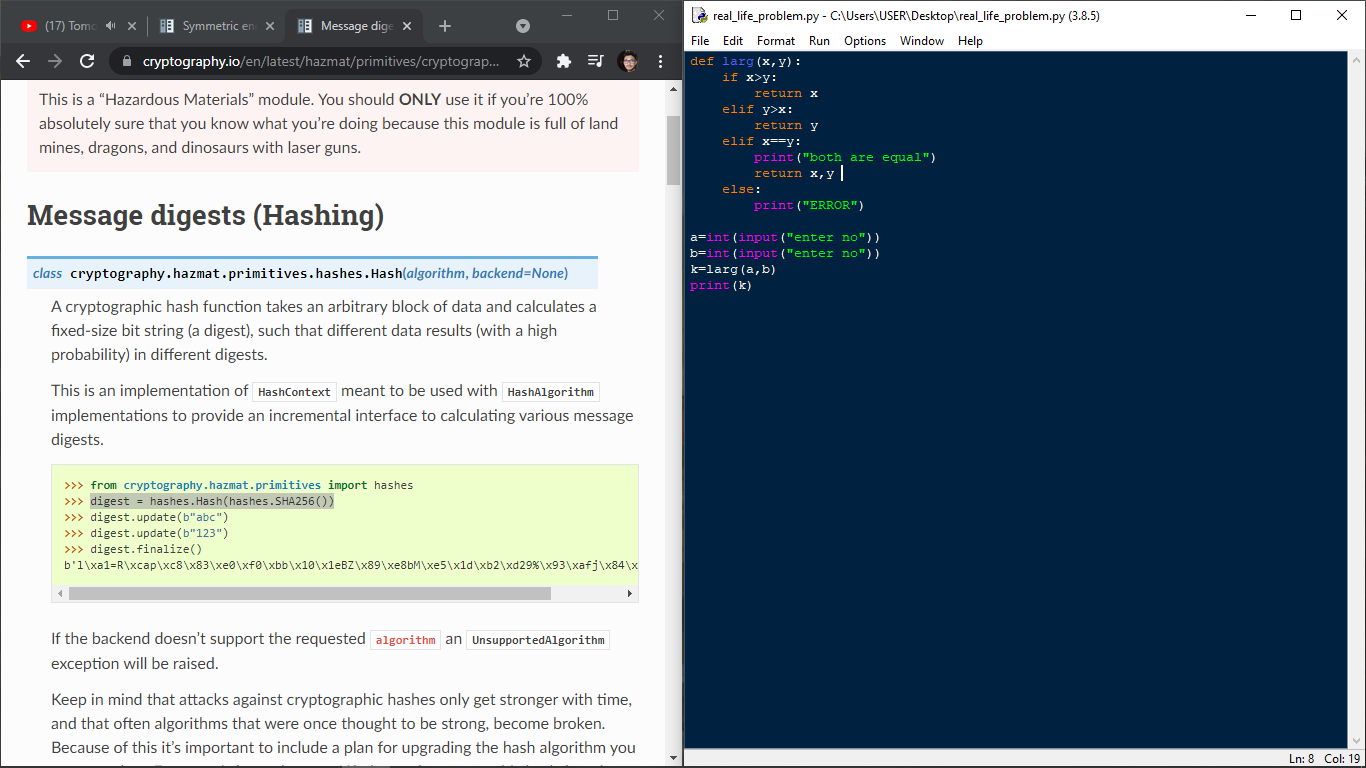 (17) Tomo
Symmetric en
Message dige
cryptography.io/en/latest/hazmat/primitives/cryptograp...
This is a “Hazardous Materials” module. You should ONLY use it if you’re 100%
absolutely sure that you know what you’re doing because this module is full of land
mines, dragons, and dinosaurs with laser guns.
Message digests (Hashing)
class cryptography.hazmat.primitives.hashes.Hash(algorithm, backend=None)
A cryptographic hash function takes an arbitrary block of data and calculates a
fixed-size bit string (a digest), such that different data results (with a high
probability) in different digests.
This is an implementation of HashContext meant to be used with HashAlgorithm
implementations to provide an incremental interface to calculating various message
digests.
>>> from cryptography.hazmat.primitives import hashes
>>> digest = hashes.Hash(hashes.SHA256())
>>> digest.update(b"abc")
>>> digest.update(b"123")
>>> digest.finalize()
b'l\xa1=R\xcap\xc8\x83\xe0\xf0\xbb\x10\x1eBZ\x89\xe8bM\xe5\x1d\xb2\xd29%\x93\xafj\x84\x
If the backend doesn’t support the requested algorithm an UnsupportedAlgorithm
exception will be raised.
Keep in mind that attacks against cryptographic hashes only get stronger with time,
and that often algorithms that were once thought to be strong, become broken.
Because of this it’s important to include a plan for upgrading the hash algorithm you
real_life_problem.py - C:\Users\USER\Desktop\real_life_problem.py (3.8.5)
File Edit Format Run Options Window Help
def larg(x,y):
    if x>y:
        return x
    elif y>x:
        return y
    elif x==y:
        print("both are equal")
        return x,y
    else:
        print("ERROR")
a=int(input("enter no"))
b=int(input("enter no"))
k=larg(a,b)
print(k)
Ln: 8 Col: 19